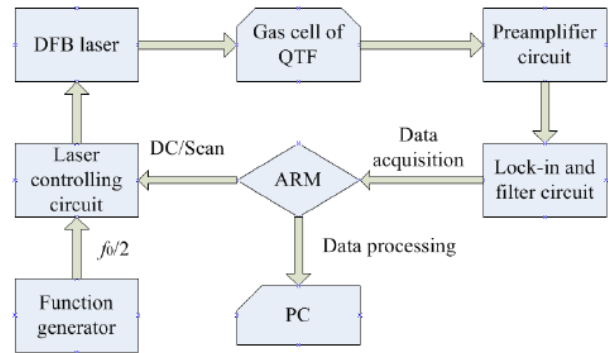 DFB laser
Gas cell of
QTF
Preamplifier
circuit
Laser
controlling
circuit
DC/Scan
ARM
Data
acquisition
Lock-in and
filter circuit
f0/2
Data processing
Function
generator
PC